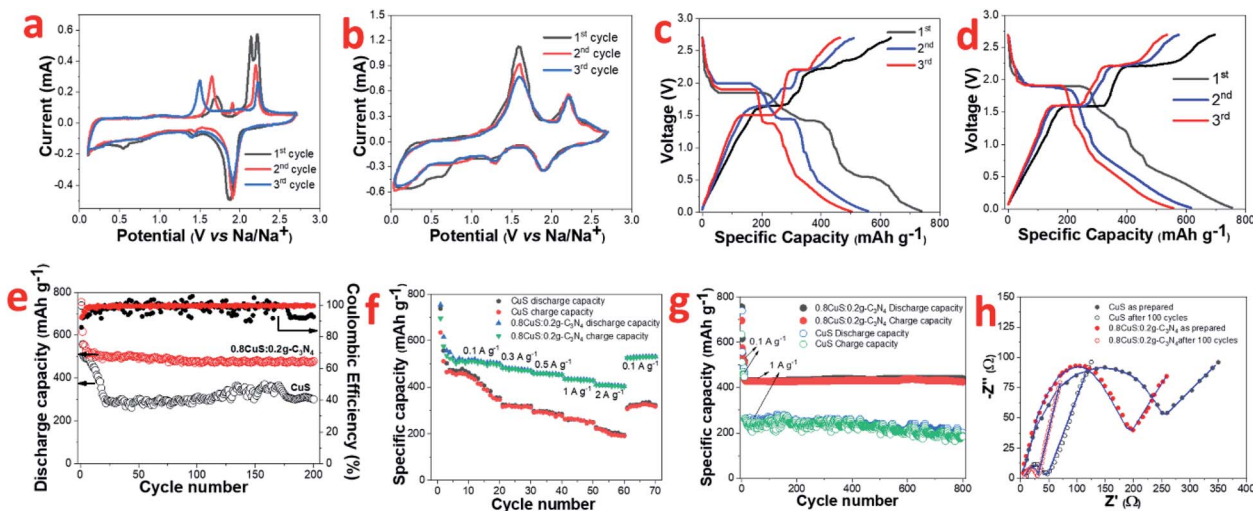 a
0.6
0.4
0.2
0.0
-0.2
-0.4
Current (mA)
1st cycle
2nd cycle
3rd cycle
0.0 0.5 1.0 1.5 2.0 2.5 3.0
Potential (V vs Na/Na+)
b
1.5
1.2
0.9
0.6
0.3
0.0
-0.3
-0.6
Current (mA)
1st cycle
2nd cycle
3rd cycle
0.0 0.5 1.0 1.5 2.0 2.5 3.0
Potential (V vs Na/Na+)
c
3.0
2.5
2.0
1.5
1.0
0.5
0.0
Voltage (V)
1st
2nd
3rd
0 200 400 600 800
Specific Capacity (mAh g-1)
d
3.0
2.5
2.0
1.5
1.0
0.5
0.0
Voltage (V)
1st
2nd
3rd
0 200 400 600 800
Specific Capacity (mAh g-1)
e
800
700
600
500
400
300
200
Discharge capacity (mAh g-1)
0.8CuS:0.2g-C3N4
CuS
100
80
60
40
20
0
Coulombic Efficiency (%)
0 50 100 150 200
Cycle number
f
800
600
400
200
0
Specific capacity (mAh g-1)
CuS discharge capacity
CuS charge capacity
0.8CuS:0.2g-C3N4 discharge capacity
0.8CuS:0.2g-C3N4 charge capacity
0.1 A g-1
0.3 A g-1
0.5 A g-1
1 A g-1
2 A g-1
0.1 A g-1
0 10 20 30 40 50 60 70
Cycle number
g
800
600
400
200
0
Specific capacity (mAh g-1)
0.8CuS:0.2g-C3N4 Discharge capacity
0.8CuS:0.2g-C3N4 Charge capacity
CuS Discharge capacity
CuS Charge capacity
0.1 A g-1
1 A g-1
0 200 400 600 800
Cycle number
h
150
125
100
75
50
25
0
-Z'' (Ω)
CuS as prepared
CuS after 100 cycles
0.8CuS:0.2g-C3N4 as prepared
0.8CuS:0.2g-C3N4after 100 cycles
0 50 100 150 200 250 300 350
Z' (Ω)